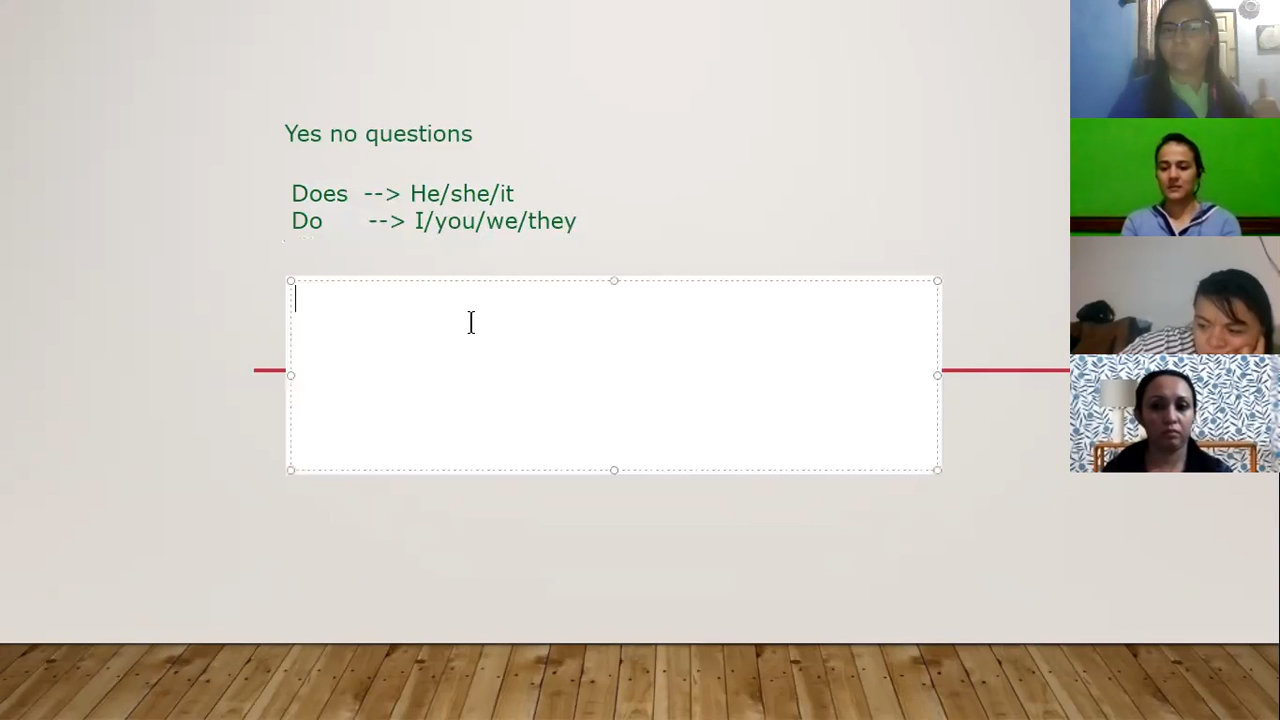 Yes no questions
Does --> He/she/it
Do --> I/you/we/they